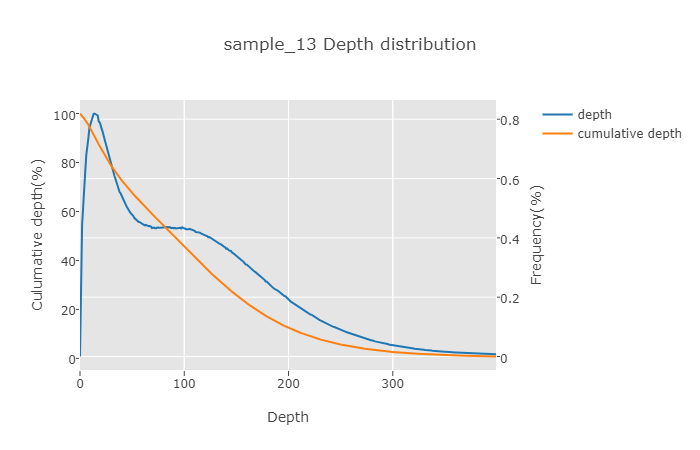 sample_13 Depth distribution
depth
cumulative depth
100
80
60
40
20
0
Culumative depth(%)
0.8
0.6
0.4
0.2
0
Frequency(%)
0
100
200
300
Depth